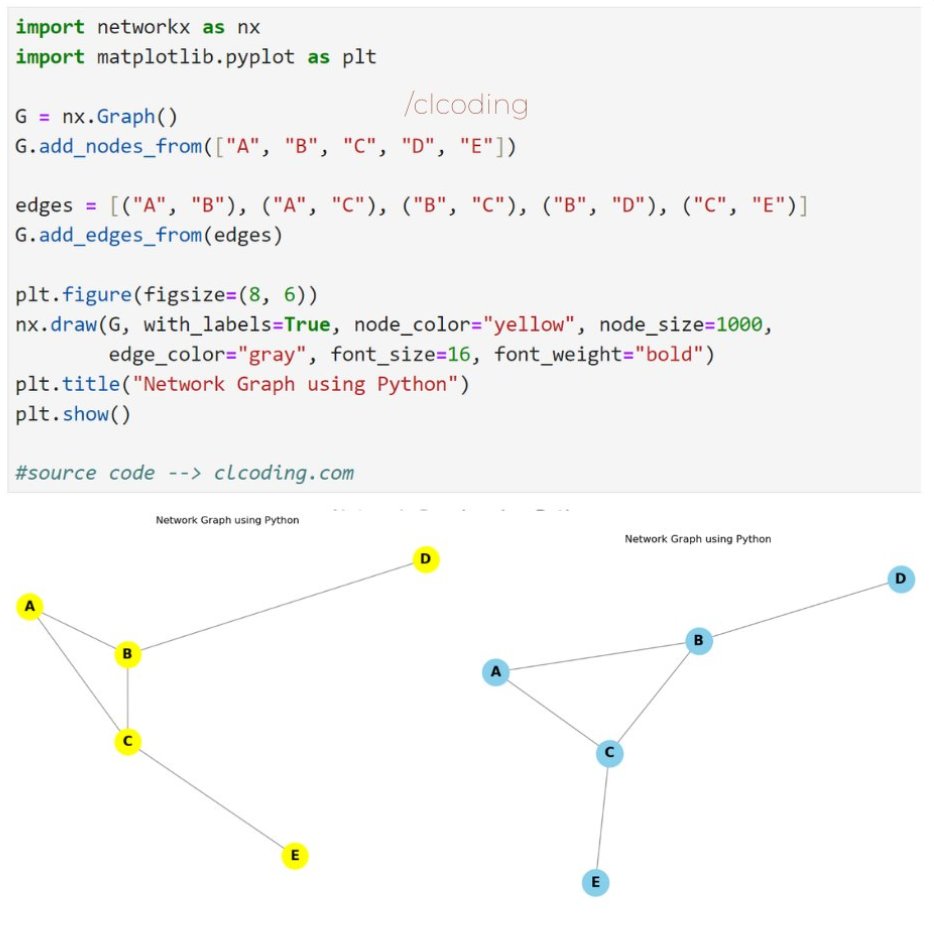 import networkx as nx
import matplotlib.pyplot as plt
/clcoding
G = nx.Graph()
G.add_nodes_from(["A", "B", "C", "D", "E"])
edges = [("A", "B"), ("A", "C"), ("B", "C"), ("B", "D"), ("C", "E")]
G.add_edges_from(edges)
plt.figure(figsize=(8, 6))
nx.draw(G, with_labels=True, node_color="yellow", node_size=1000,
edge_color="gray", font_size=16, font_weight="bold")
plt.title("Network Graph using Python")
plt.show()
#source code --> clcoding.com
Network Graph using Python
D
A
B
C
E
Network Graph using Python
D
B
A
C
E